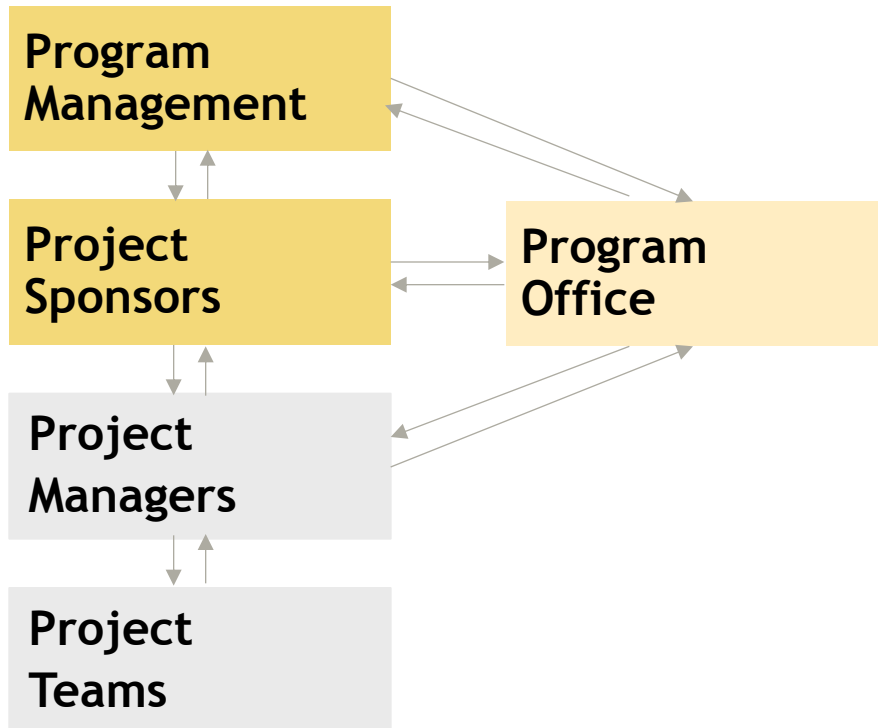 Program
Management
Project
Sponsors
Program
Office
Project
Managers
Project
Teams